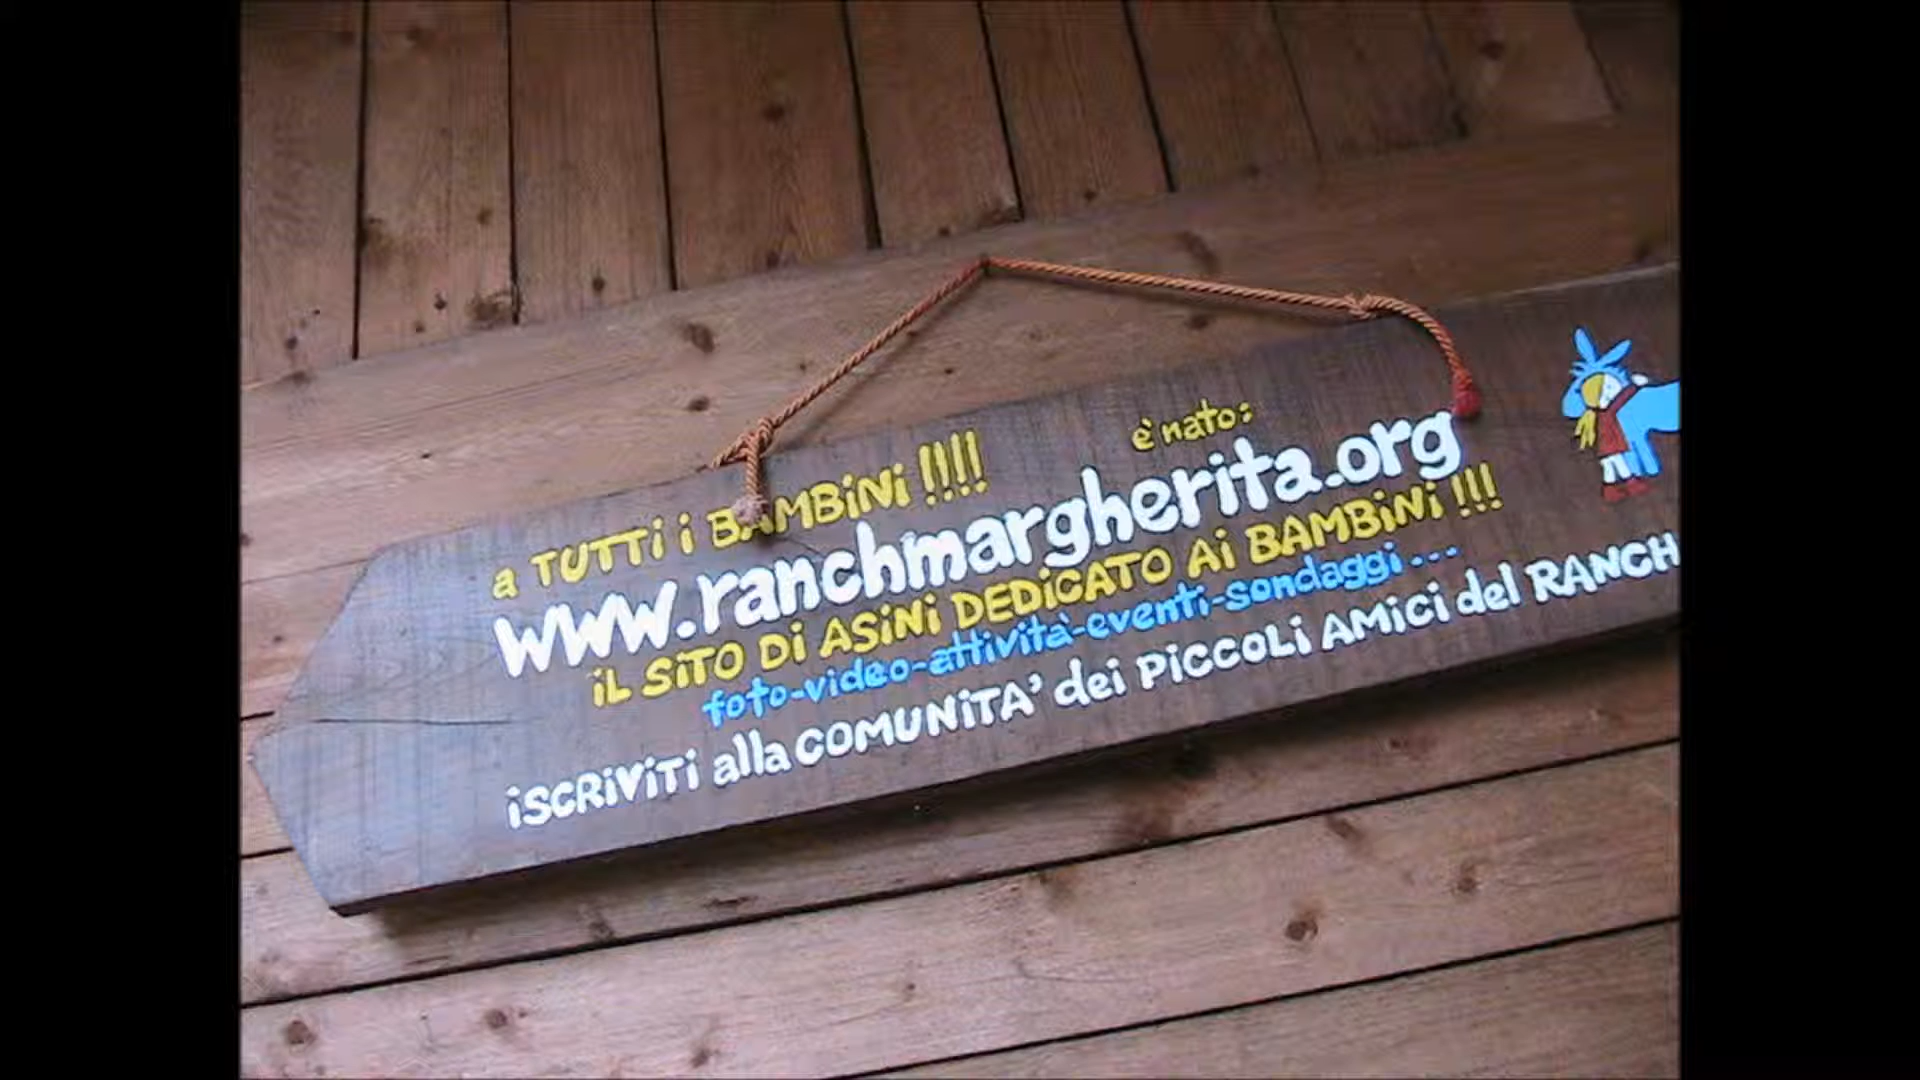 a TUTTi i BAMBiNi !!!!
è nato:
www.ranchmargherita.org
iL SiTO Di ASiNi DEDiCATO Ai BAMBiNi !!!
foto-video-attività-eventi-sondaggi...
iSCRiViTi alla COMUNiTA' dei PiCCOLi AMiCi del RANCH